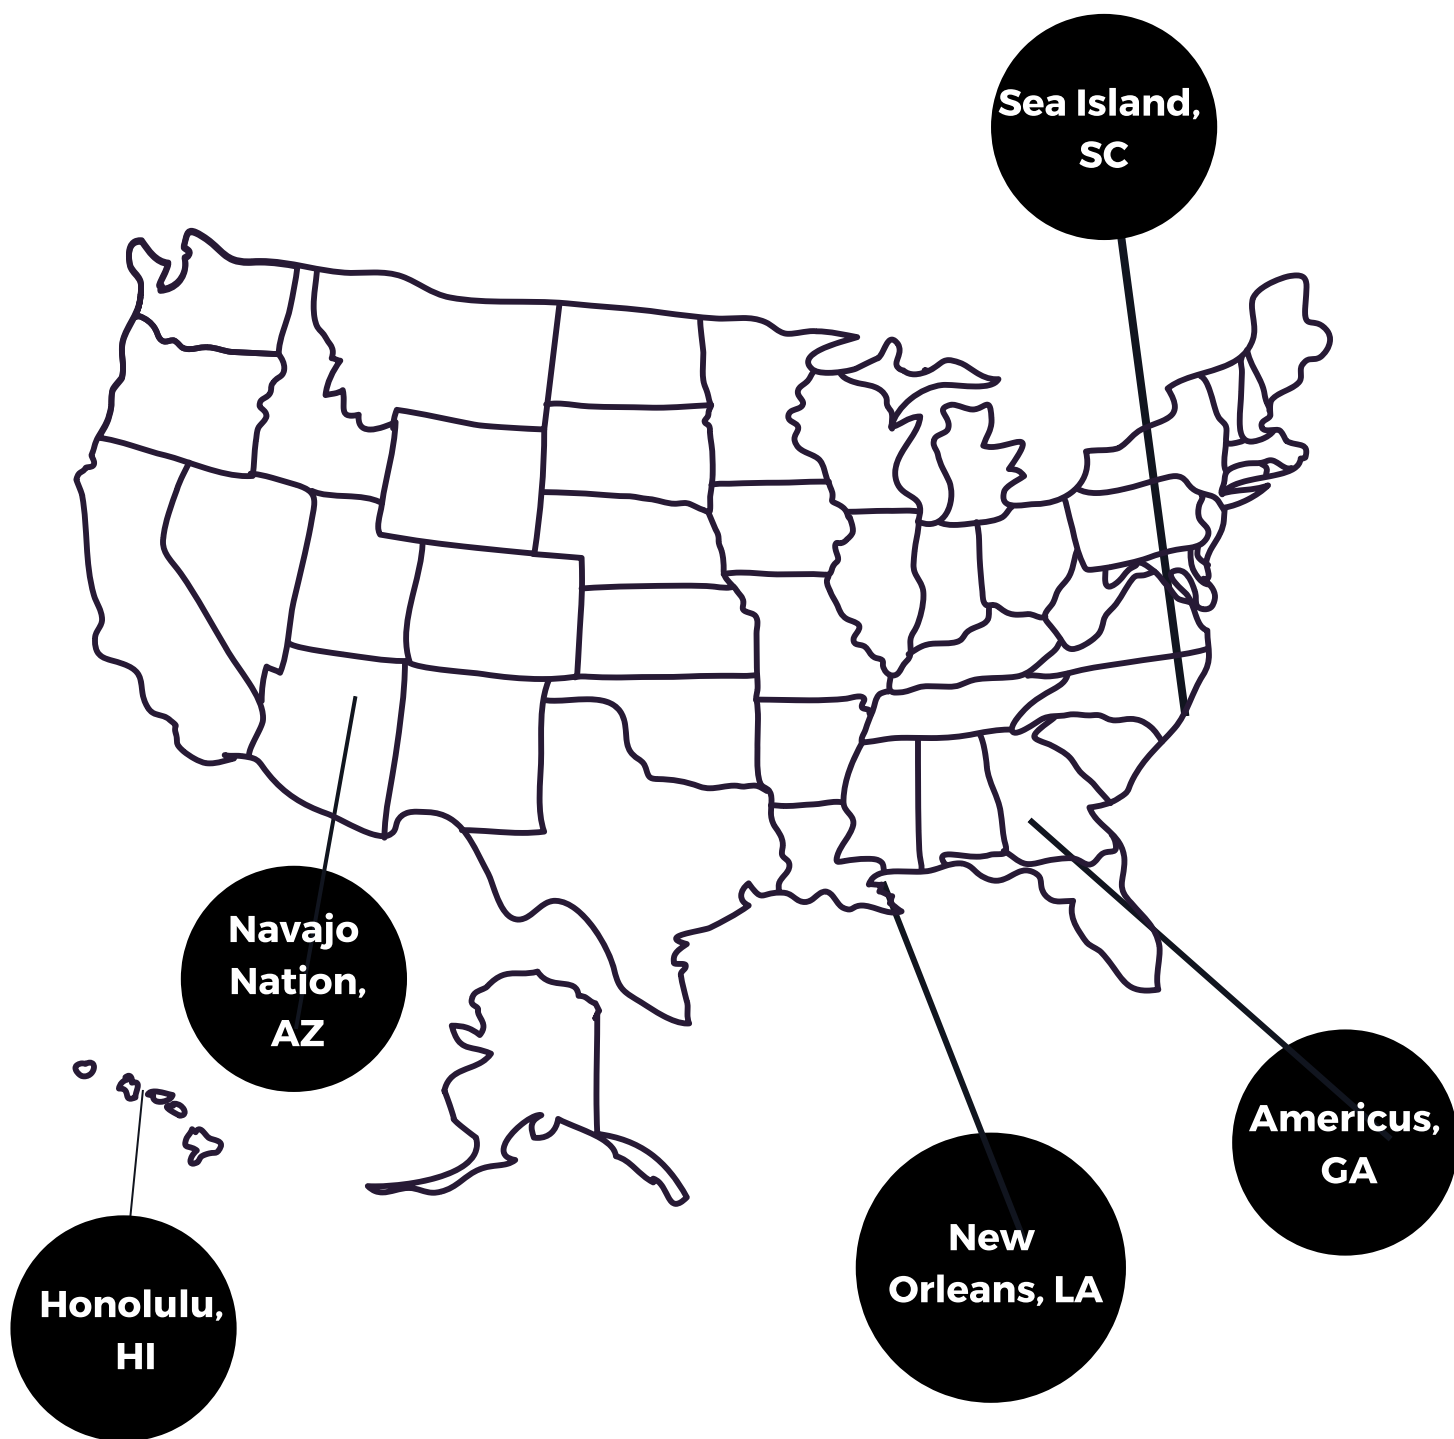 Sea Island,
SC
Navajo
Nation,
AZ
Americus,
GA
New
Orleans, LA
Honolulu,
HI